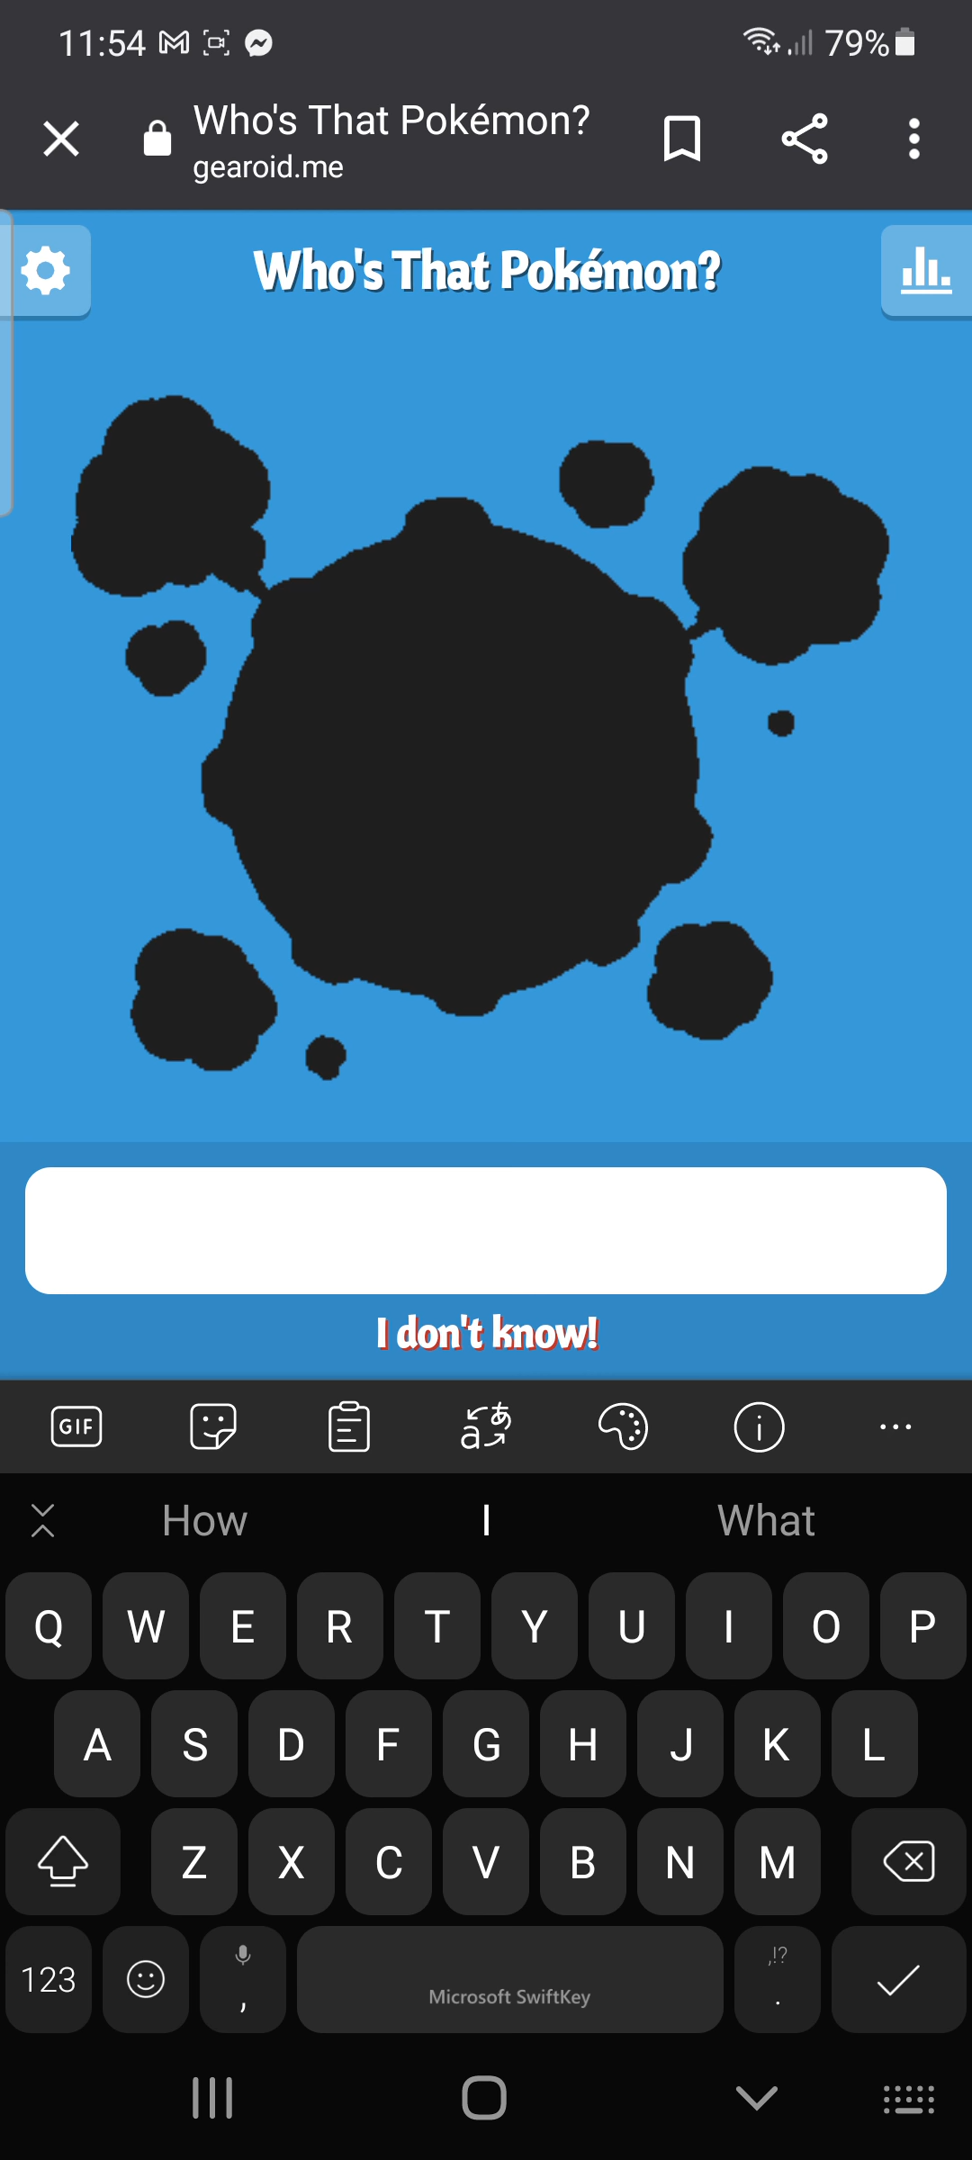 11:54 79%
Who's That Pokémon?
gearoid.me
Who's That Pokémon?
I don't know!
GIF
How I What
Q W E R T Y U I O P
A S D F G H J K L
Z X C V B N M
123 , Microsoft SwiftKey ,!? .